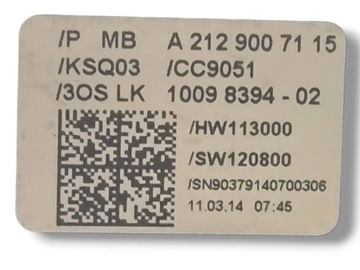 /P MB A 212 900 71 15
/KSQ03 /CC9051
/3OS LK 1009 8394 - 02
/HW113000
/SW120800
/SN90379140700306
11.03.14 07:45